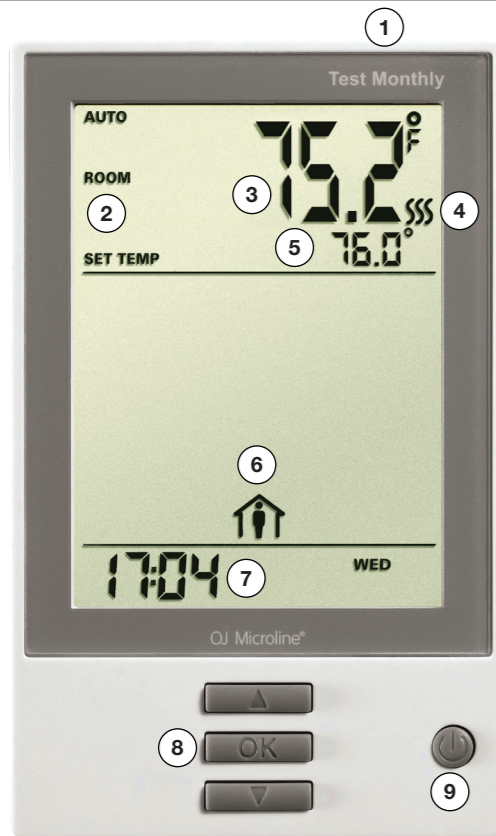 1
Test Monthly
AUTO
75.2°F
ROOM
3
2
4
5
76.0°
SET TEMP
6
17:04
7
WED
OJ Microline®
8
OK
9